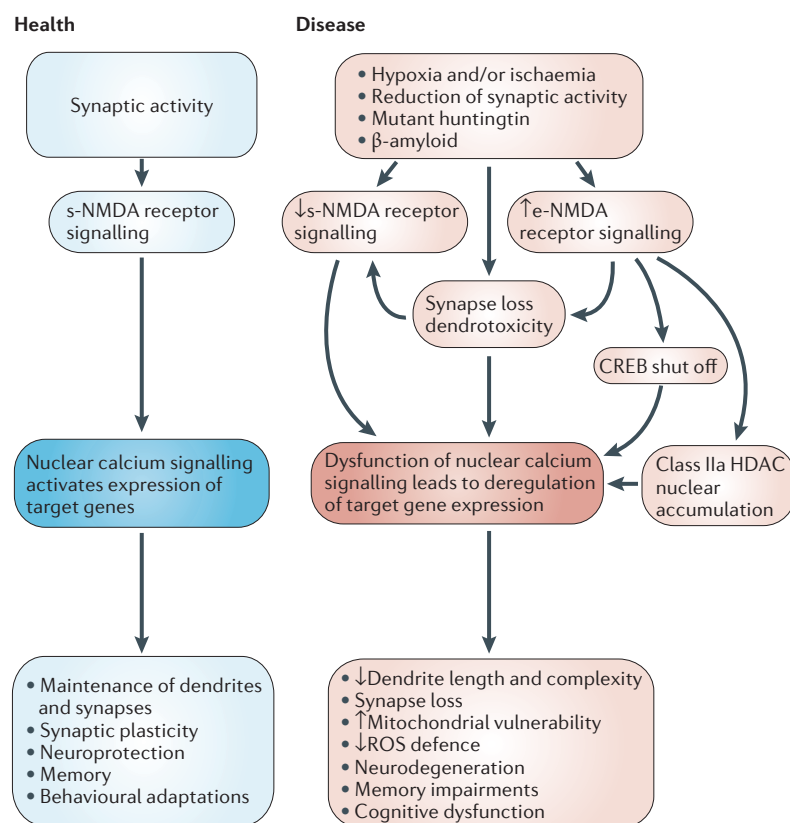 Health
Disease
Synaptic activity
• Hypoxia and/or ischaemia
• Reduction of synaptic activity
• Mutant huntingtin
• β-amyloid
s-NMDA receptor
signalling
↓s-NMDA receptor
signalling
↑e-NMDA
receptor signalling
Synapse loss
dendrotoxicity
CREB shut off
Nuclear calcium signalling
activates expression of
target genes
Dysfunction of nuclear calcium
signalling leads to deregulation
of target gene expression
Class IIa HDAC
nuclear
accumulation
• Maintenance of dendrites
and synapses
• Synaptic plasticity
• Neuroprotection
• Memory
• Behavioural adaptations
• ↓Dendrite length and complexity
• Synapse loss
• ↑Mitochondrial vulnerability
• ↓ROS defence
• Neurodegeneration
• Memory impairments
• Cognitive dysfunction